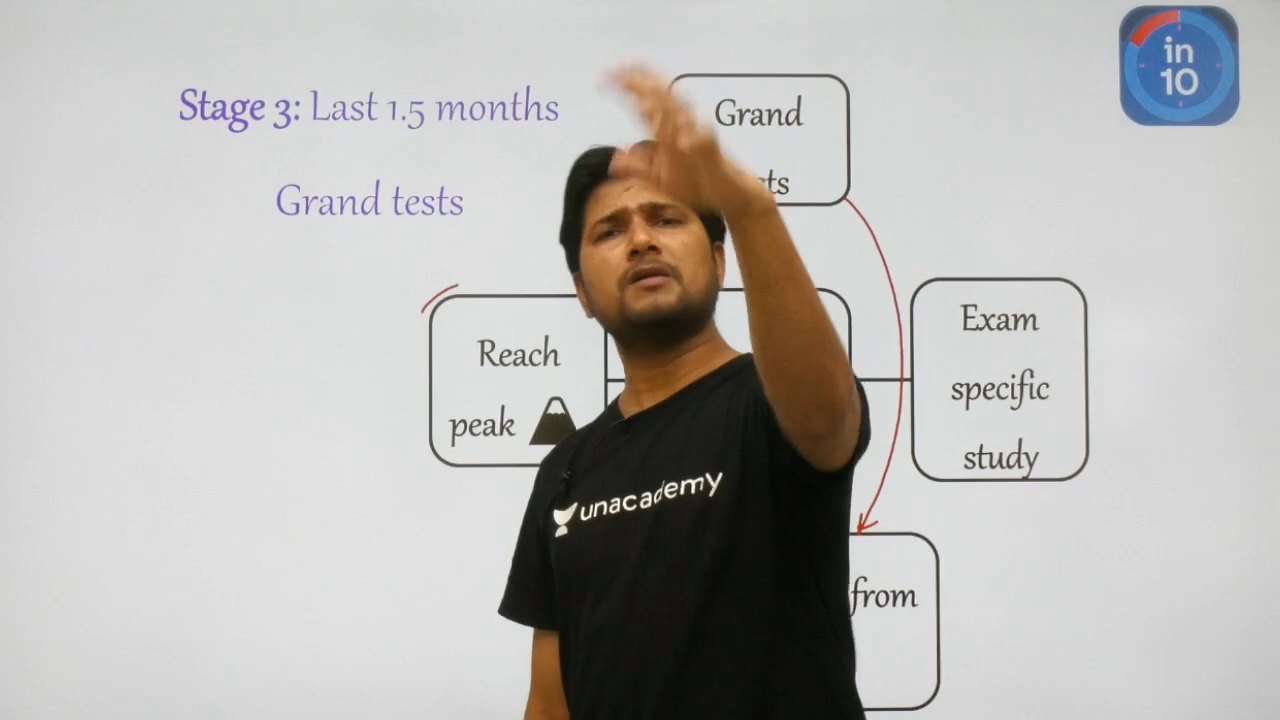 Stage 3: Last 1.5 months
Grand tests
Grand
in
10
Reach
peak
Exam
specific
study
unacademy
from